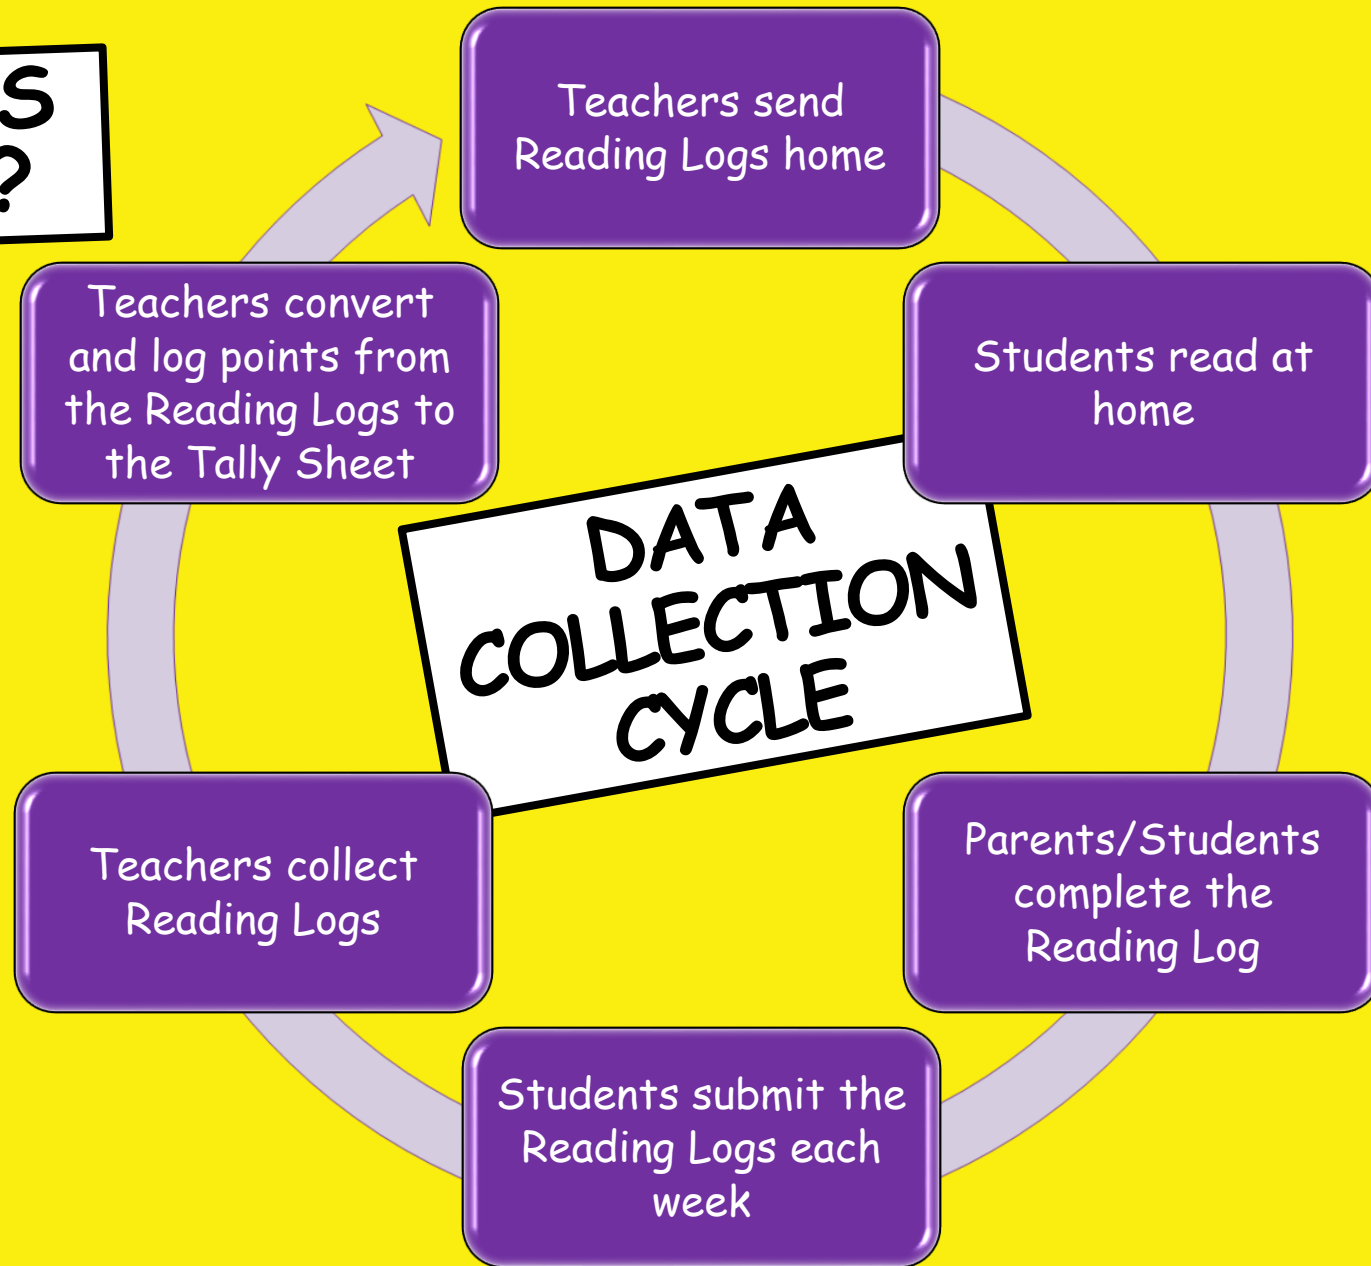 S
?
Teachers send
Reading Logs home
Students read at
home
Parents/Students
complete the
Reading Log
Students submit the
Reading Logs each
week
Teachers collect
Reading Logs
Teachers convert
and log points from
the Reading Logs to
the Tally Sheet
DATA
COLLECTION
CYCLE